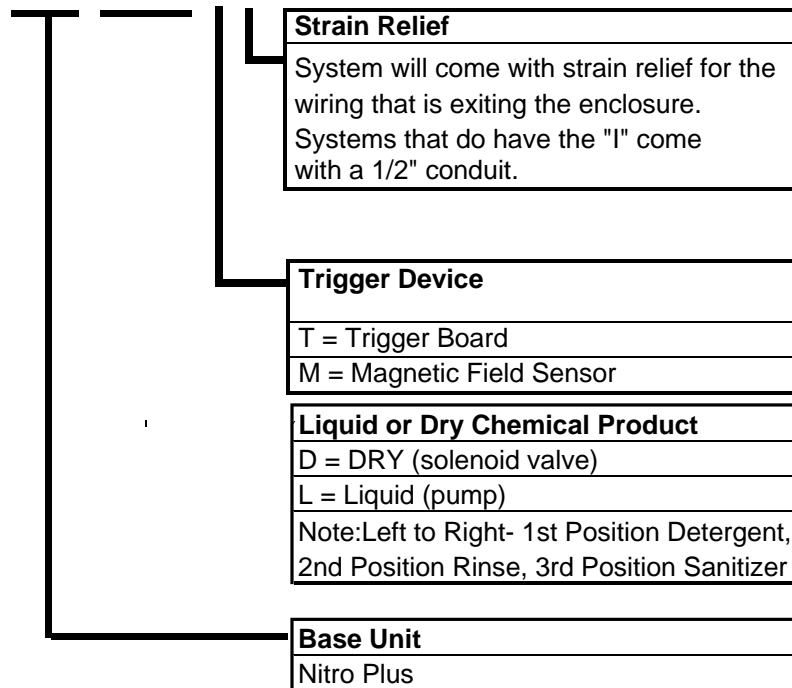 Strain Relief
System will come with strain relief for the
wiring that is exiting the enclosure.
Systems that do have the "I" come
with a 1/2" conduit.
Trigger Device
T = Trigger Board
M = Magnetic Field Sensor
Liquid or Dry Chemical Product
D = DRY (solenoid valve)
L = Liquid (pump)
Note:Left to Right- 1st Position Detergent,
2nd Position Rinse, 3rd Position Sanitizer
Base Unit
Nitro Plus